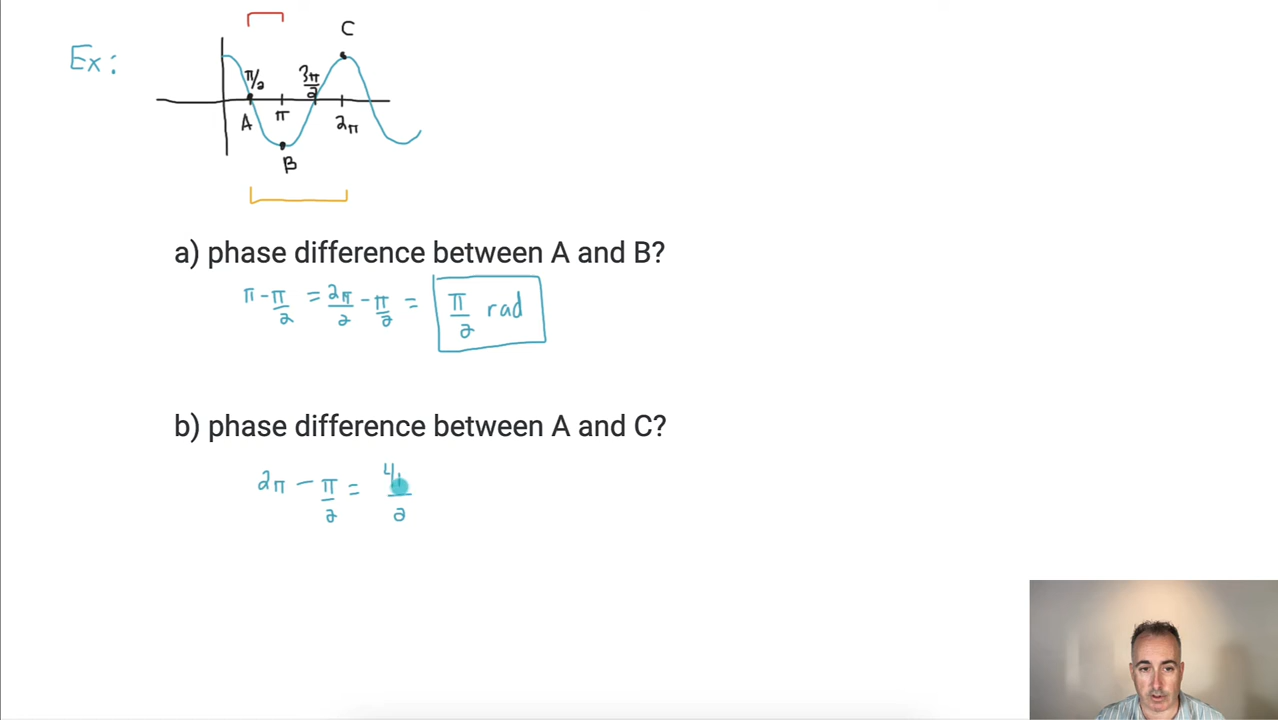 Ex:
C
π/2
3π/2
A
π
2π
B
a) phase difference between A and B?
π - π/2 = 2π/2 - π/2 = π/2 rad
b) phase difference between A and C?
2π - π/2 = 4/2